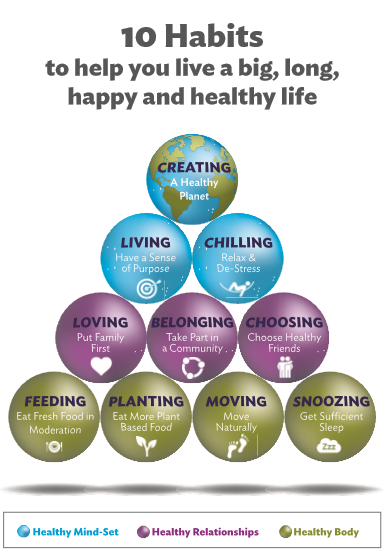 10 Habits
to help you live a big, long,
happy and healthy life
CREATING
A Healthy
Planet
LIVING
Have a Sense
of Purpose
CHILLING
Relax &
De-Stress
LOVING
Put Family
First
BELONGING
Take Part in
a Community
CHOOSING
Choose Healthy
Friends
FEEDING
Eat Fresh Food in
Moderation
PLANTING
Eat More Plant
Based Food
MOVING
Move
Naturally
SNOOZING
Get Sufficient
Sleep
Zzz
Healthy Mind-Set
Healthy Relationships
Healthy Body